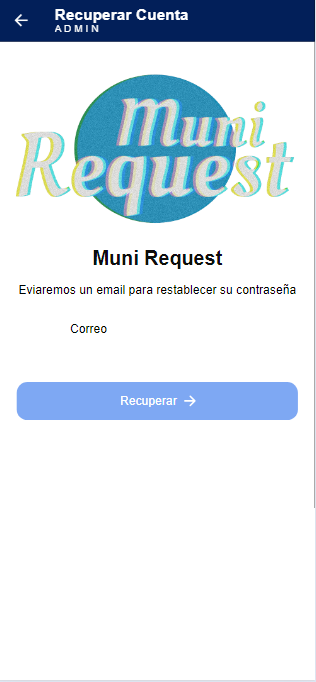 Recuperar Cuenta
ADMIN
Muni
Request
Muni Request
Eviaremos un email para restablecer su contraseña
Correo
Recuperar